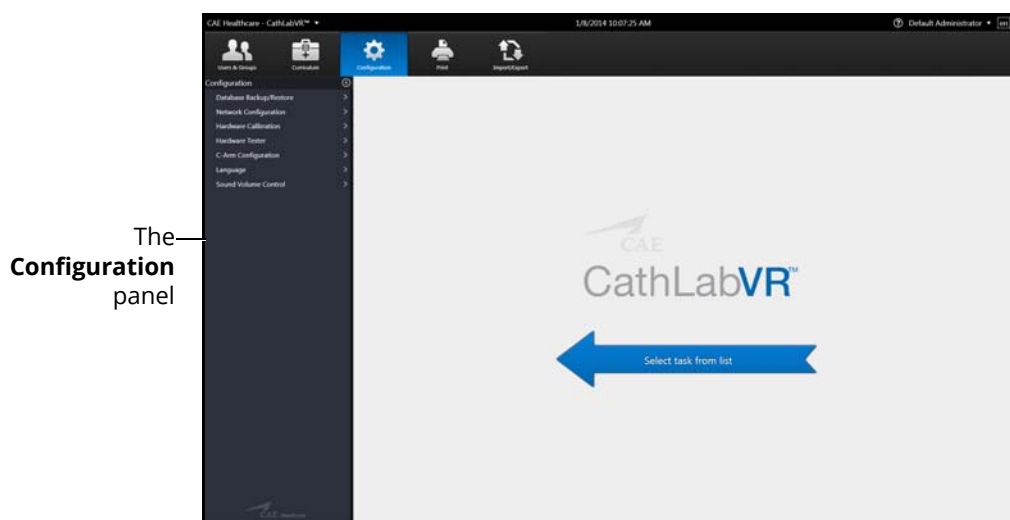 CAE Healthcare - CathLabVR™
1/8/2014 10:07:25 AM
Default Administrator
en
Users & Groups
Curriculum
Configuration
Print
Import/Export
Configuration
Database Backup/Restore
Network Configuration
Hardware Calibration
Hardware Tester
C-Arm Configuration
Language
Sound Volume Control
The
Configuration
panel
CAE
CathLabVR™
Select task from list
CAE Healthcare